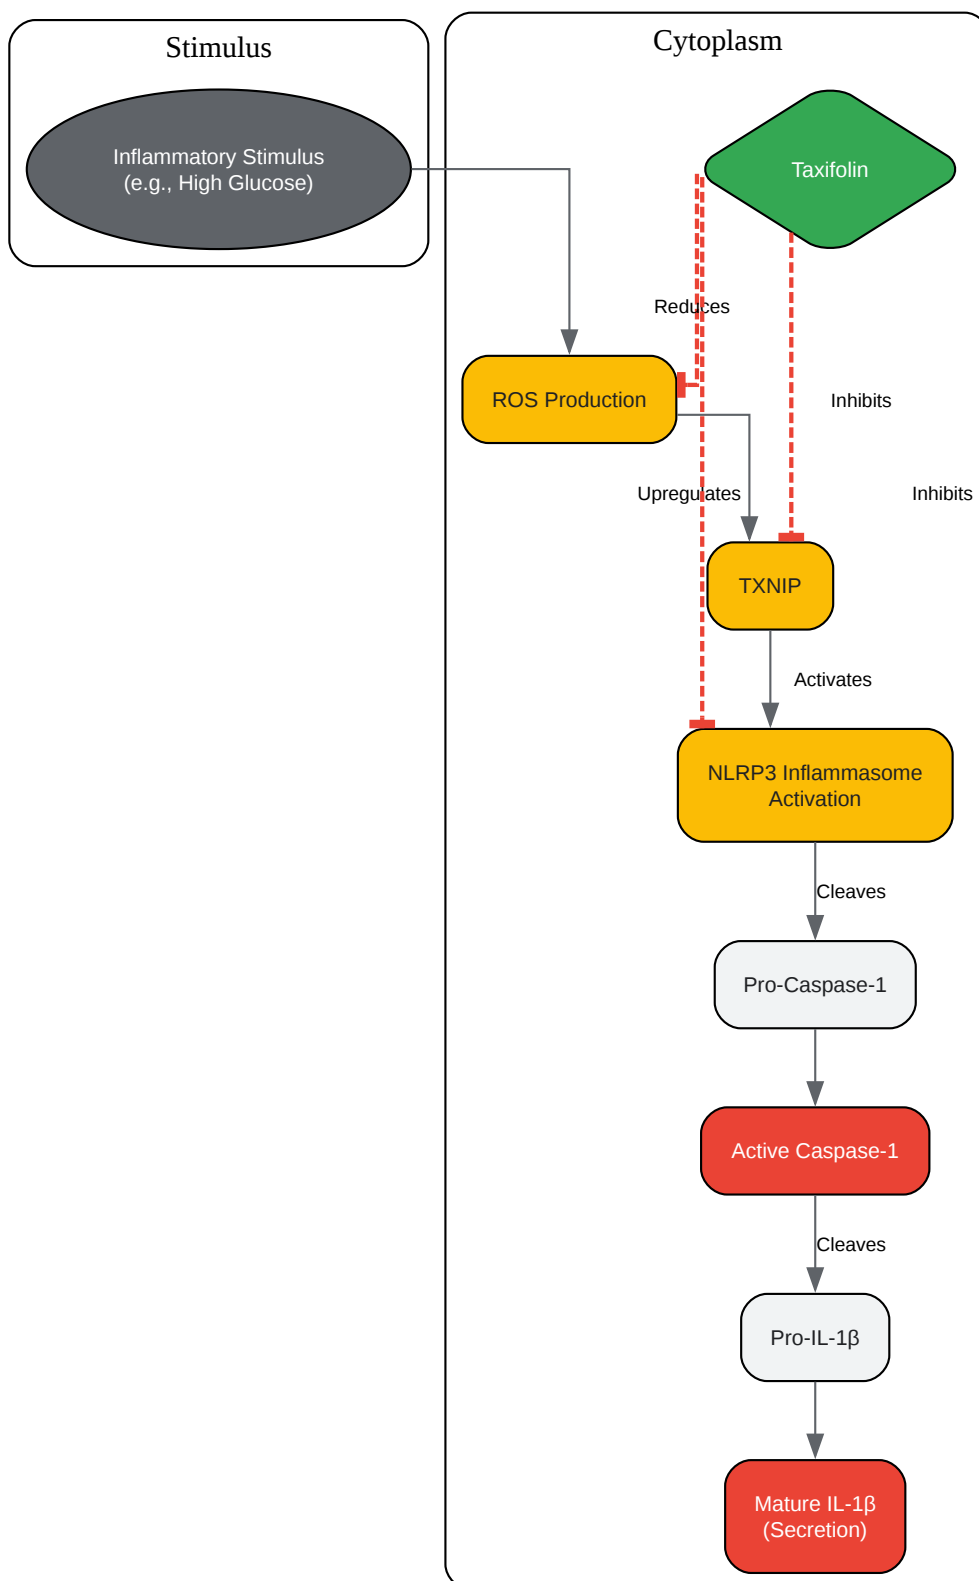 Stimulus
Cytoplasm
Inflammatory Stimulus
(e.g., High Glucose)
Taxifolin
Reduces
ROS Production
Inhibits
Upregulates
Inhibits
TXNIP
Activates
NLRP3 Inflammasome
Activation
Cleaves
Pro-Caspase-1
Active Caspase-1
Cleaves
Pro-IL-1β
Mature IL-1β
(Secretion)